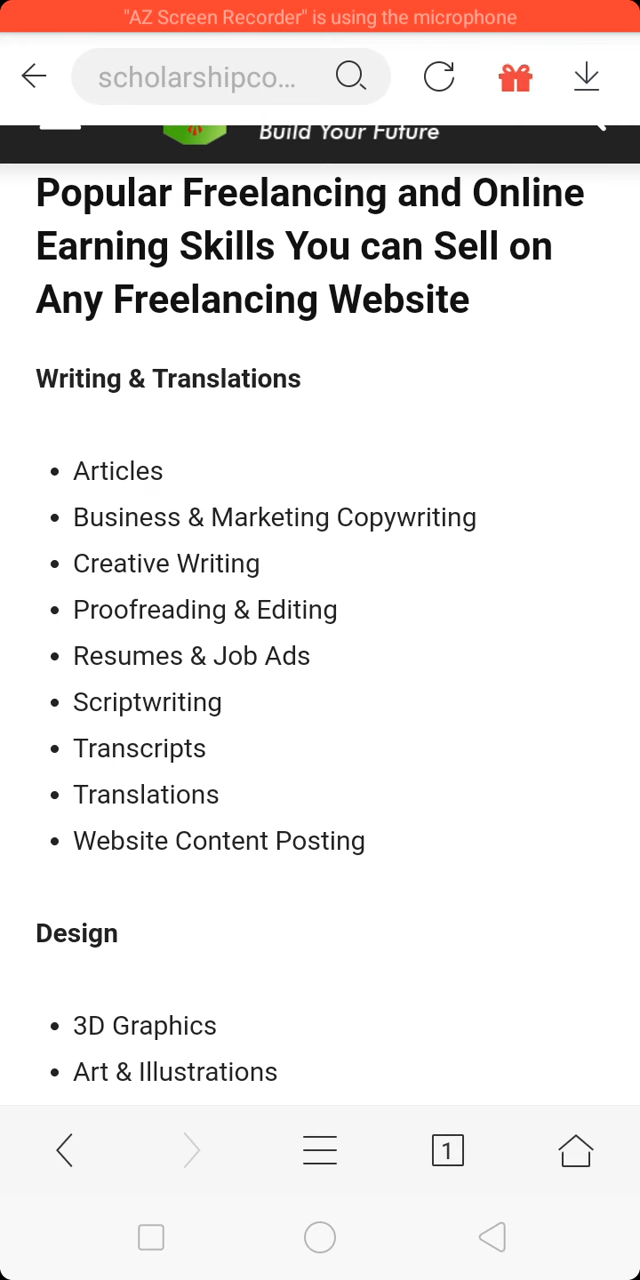 "AZ Screen Recorder" is using the microphone
scholarshipco...
Build Your Future
Popular Freelancing and Online
Earning Skills You can Sell on
Any Freelancing Website
Writing & Translations
• Articles
• Business & Marketing Copywriting
• Creative Writing
• Proofreading & Editing
• Resumes & Job Ads
• Scriptwriting
• Transcripts
• Translations
• Website Content Posting
Design
• 3D Graphics
• Art & Illustrations
1